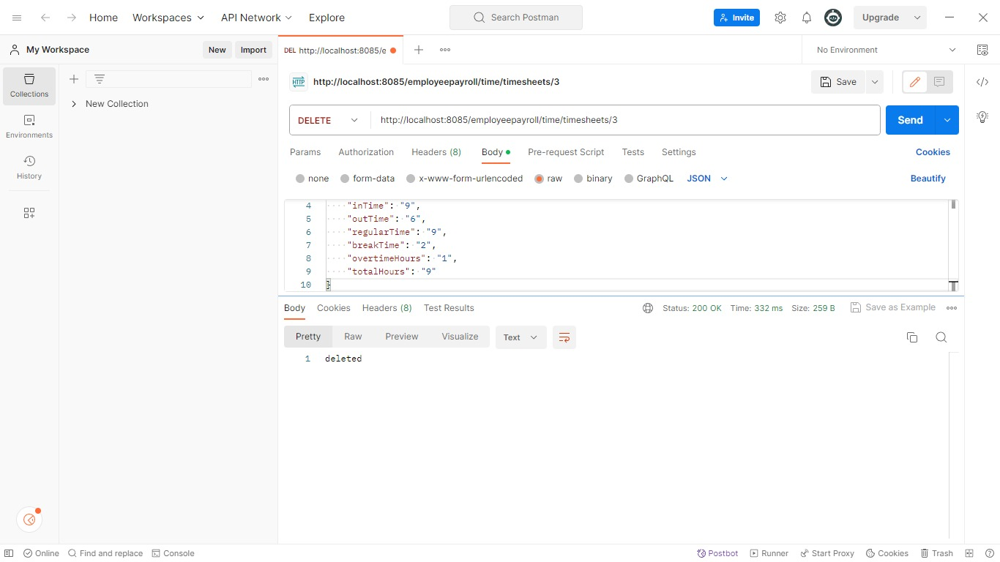 Home Workspaces API Network Explore Search Postman Invite Upgrade
My Workspace New Import DEL http://localhost:8085/e No Environment
http://localhost:8085/employeepayroll/time/timesheets/3 Save
Collections
New Collection
DELETE http://localhost:8085/employeepayroll/time/timesheets/3 Send
Environments
Params Authorization Headers (8) Body Pre-request Script Tests Settings Cookies
History
none form-data x-www-form-urlencoded raw binary GraphQL JSON Beautify
4 "inTime": "9",
5 "outTime": "6",
6 "regularTime": "9",
7 "breakTime": "2",
8 "overtimeHours": "1",
9 "totalHours": "9"
10 }
Body Cookies Headers (8) Test Results Status: 200 OK Time: 332 ms Size: 259 B Save as Example
Pretty Raw Preview Visualize Text
1 deleted
Online Find and replace Console Postbot Runner Start Proxy Cookies Trash